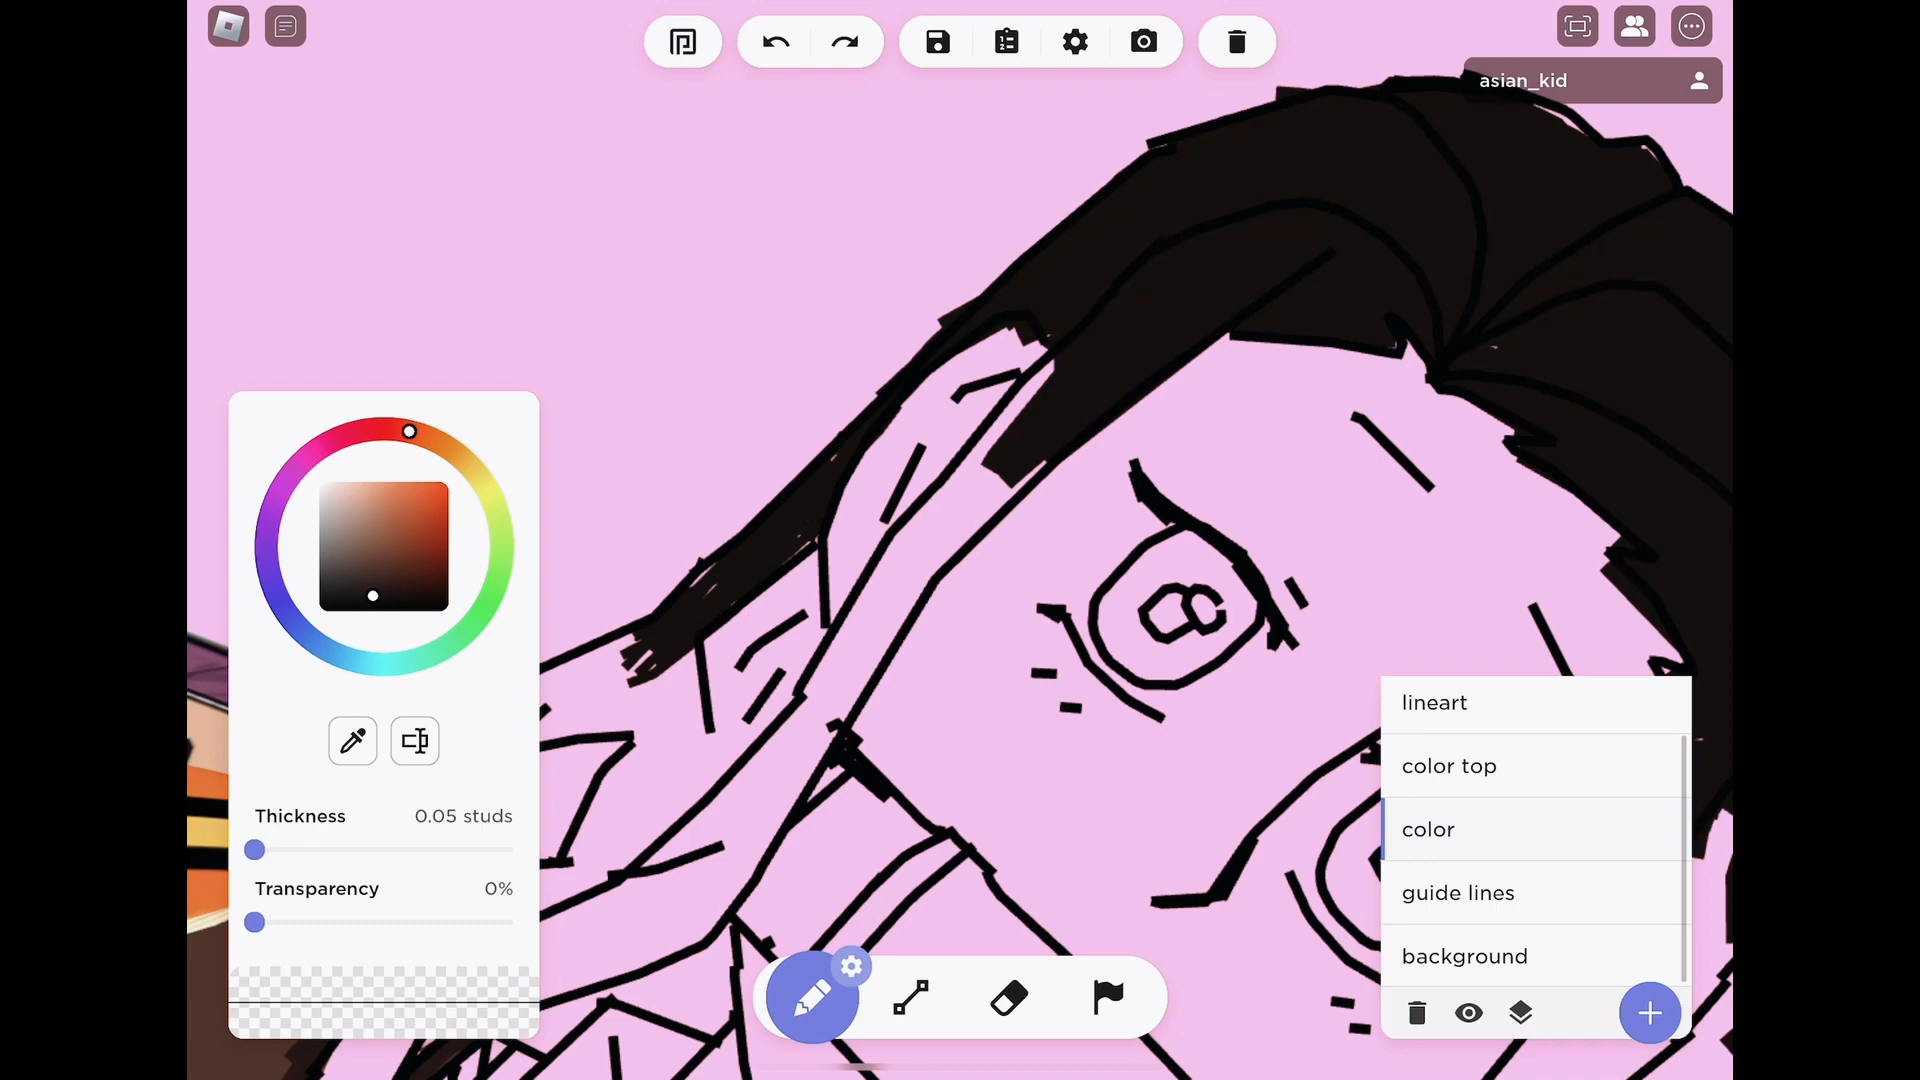 asian_kid
Thickness 0.05 studs
Transparency 0%
lineart
color top
color
guide lines
background